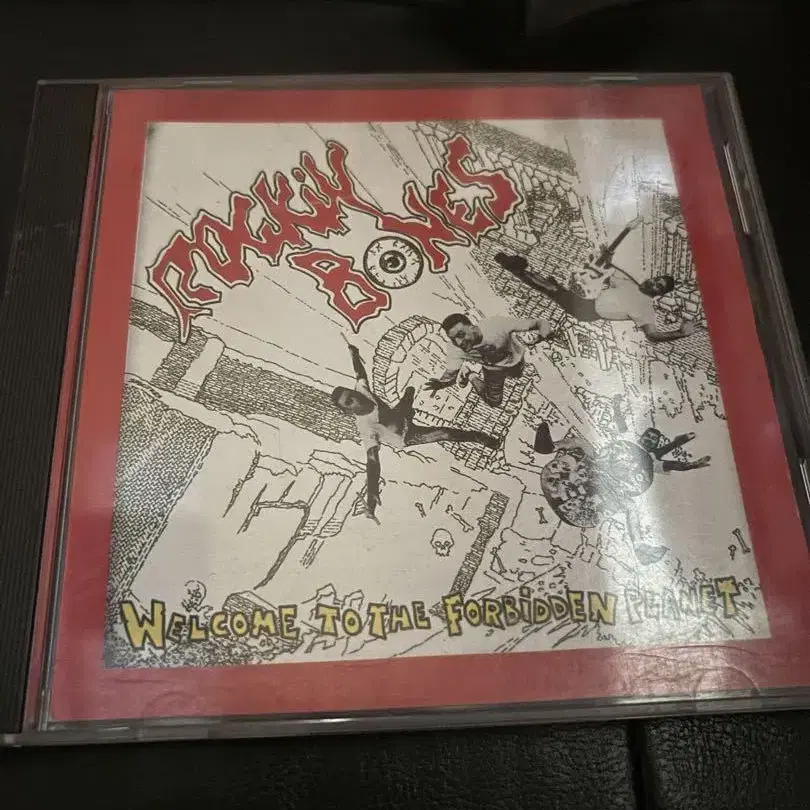 ROCKiN
BONES
WELCOME TO THE FORBiDDEN PLANET